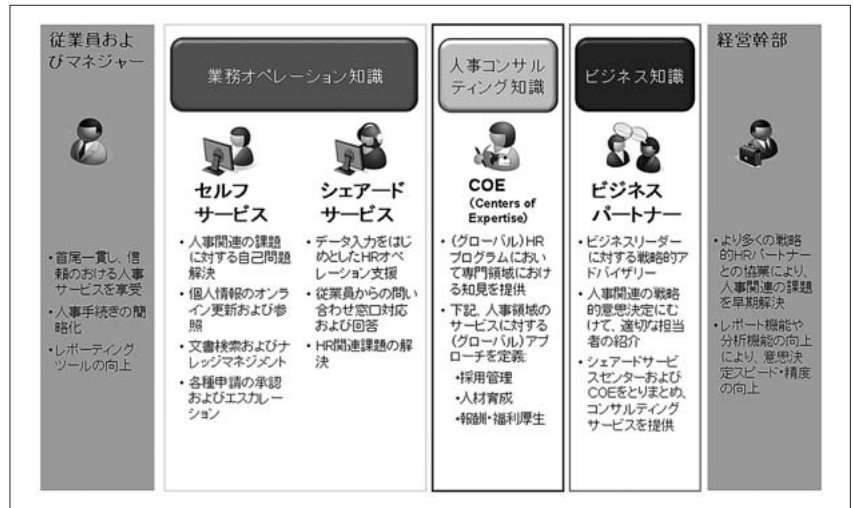 従業員およ
びマネジャー
・首尾一貫し、信
頼のおける人事
サービスを享受
・人事手続きの簡
略化
・レポーティング
ツールの向上
業務オペレーション知識
セルフ
サービス
・人事関連の課題
に対する自己問題
解決
・個人情報のオンラ
イン更新および参
照
・文書検索およびナ
レッジマネジメント
・各種申請の承認
およびエスカレー
ション
シェアード
サービス
・データ入力をはじ
めとしたHRオペ
レーション支援
・従業員からの問い
合わせ窓口対応
および回答
・HR関連課題の解
決
人事コンサル
ティング知識
COE
(Centers of
Expertise)
・(グローバル)HR
プログラムにおい
て専門領域におけ
る知見を提供
・下記、人事領域の
サービスに対する
(グローバル)アプ
ローチを定義:
・採用管理
・人材育成
・報酬・福利厚生
ビジネス知識
ビジネス
パートナー
・ビジネスリーダー
に対する戦略的ア
ドバイザリー
・人事関連の戦略
的意思決定にむ
けて、適切な担当
者の紹介
・シェアードサービ
スセンターおよび
COEをとりまとめ、
コンサルティング
サービスを提供
経営幹部
・より多くの戦略
的HRパートナー
との協業により、
人事関連の課題
を早期解決
・レポート機能や
分析機能の向上
により、意思決
定スピード・精度
の向上